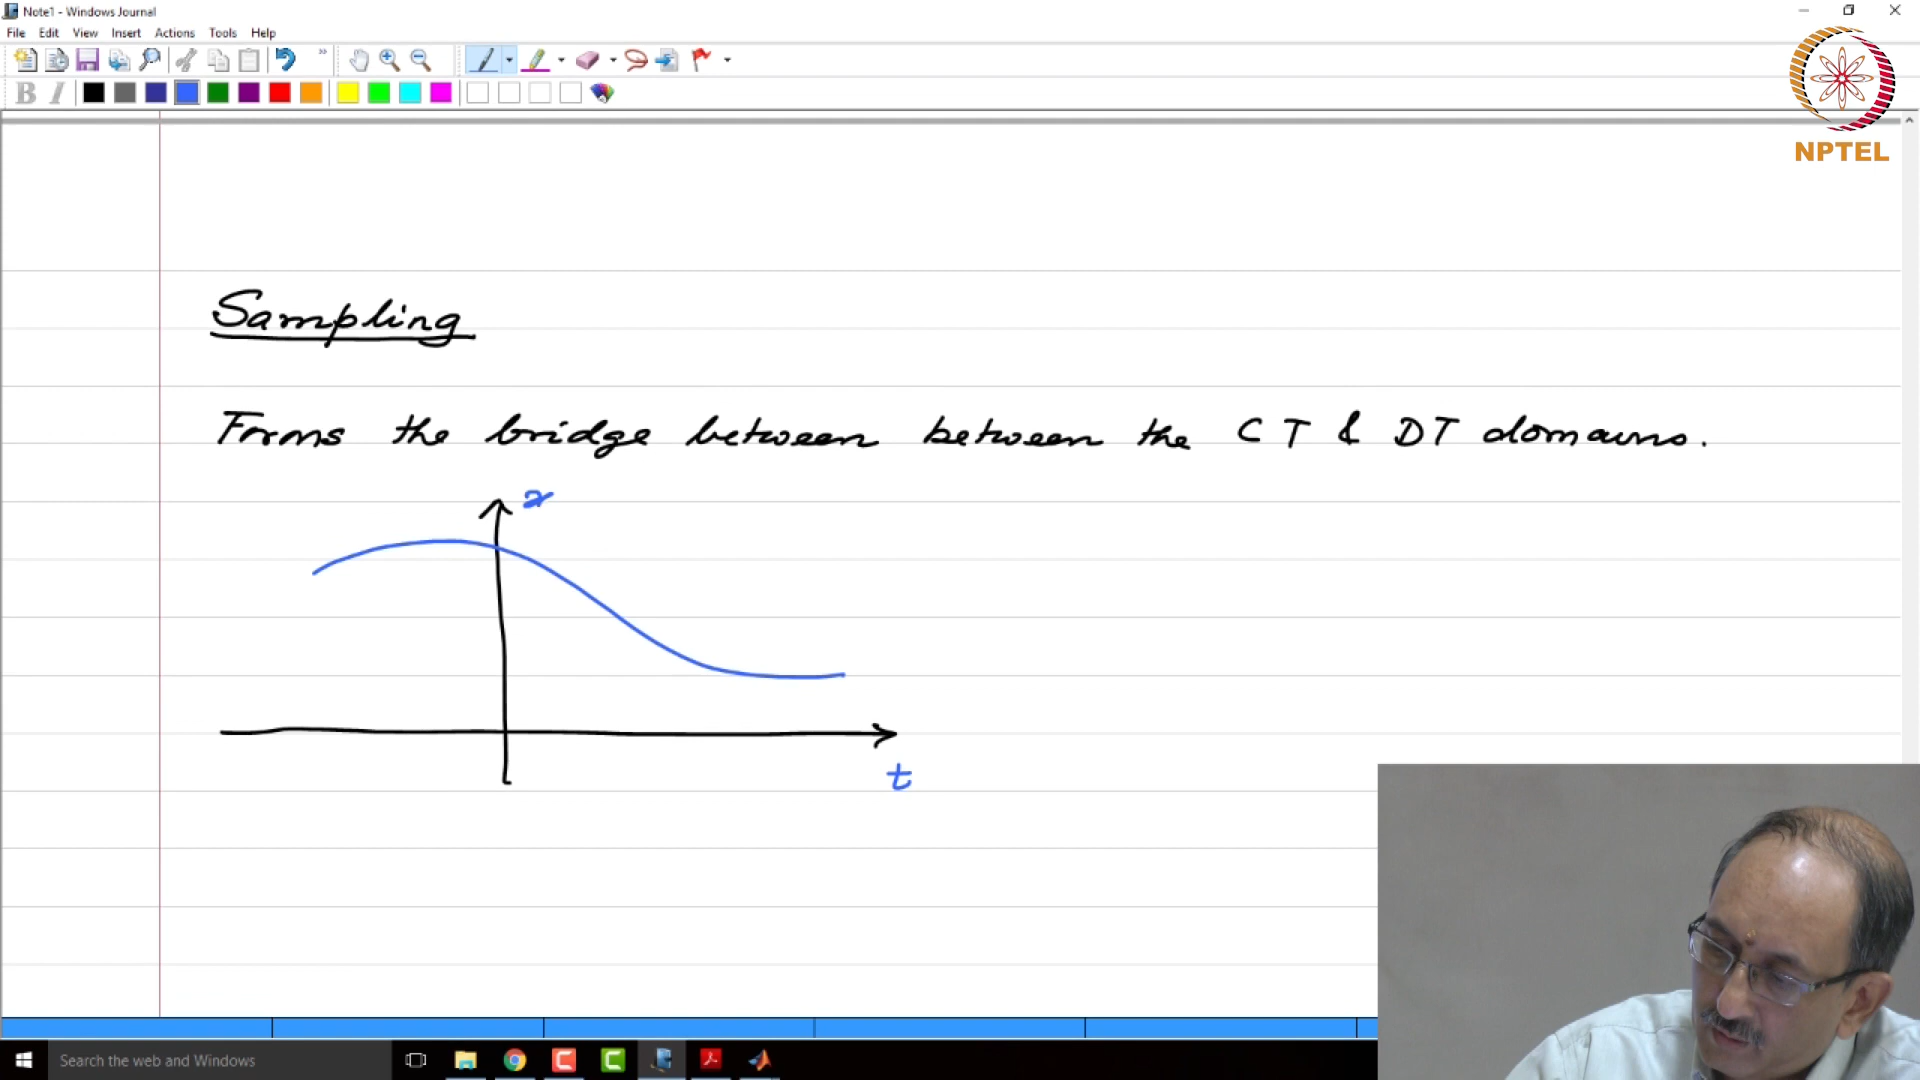 Note1 - Windows Journal
File Edit View Insert Actions Tools Help
B I
NPTEL
Sampling
Forms the bridge between between the CT & DT domains.
x
t
Search the web and Windows